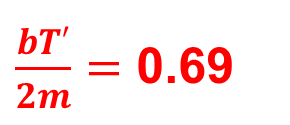 bT′/2m = 0.69